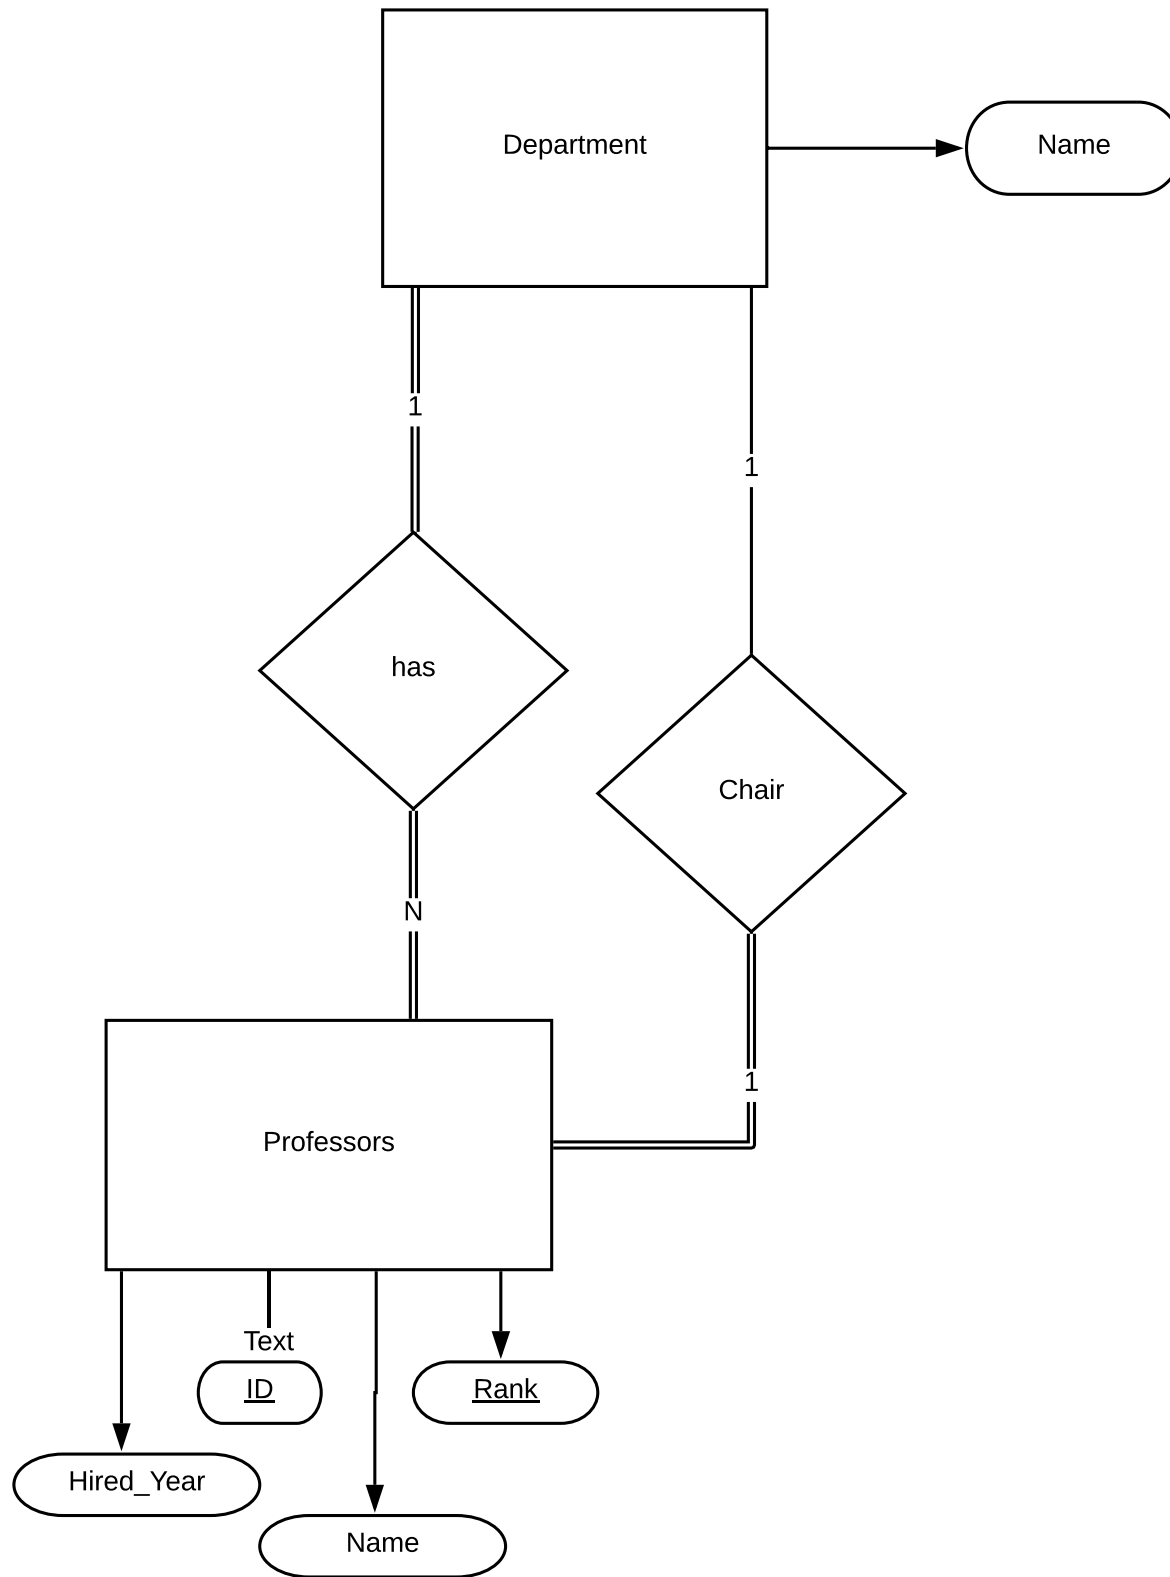 Department
Name
1
1
has
Chair
N
1
Professors
Text
ID
Rank
Hired_Year
Name